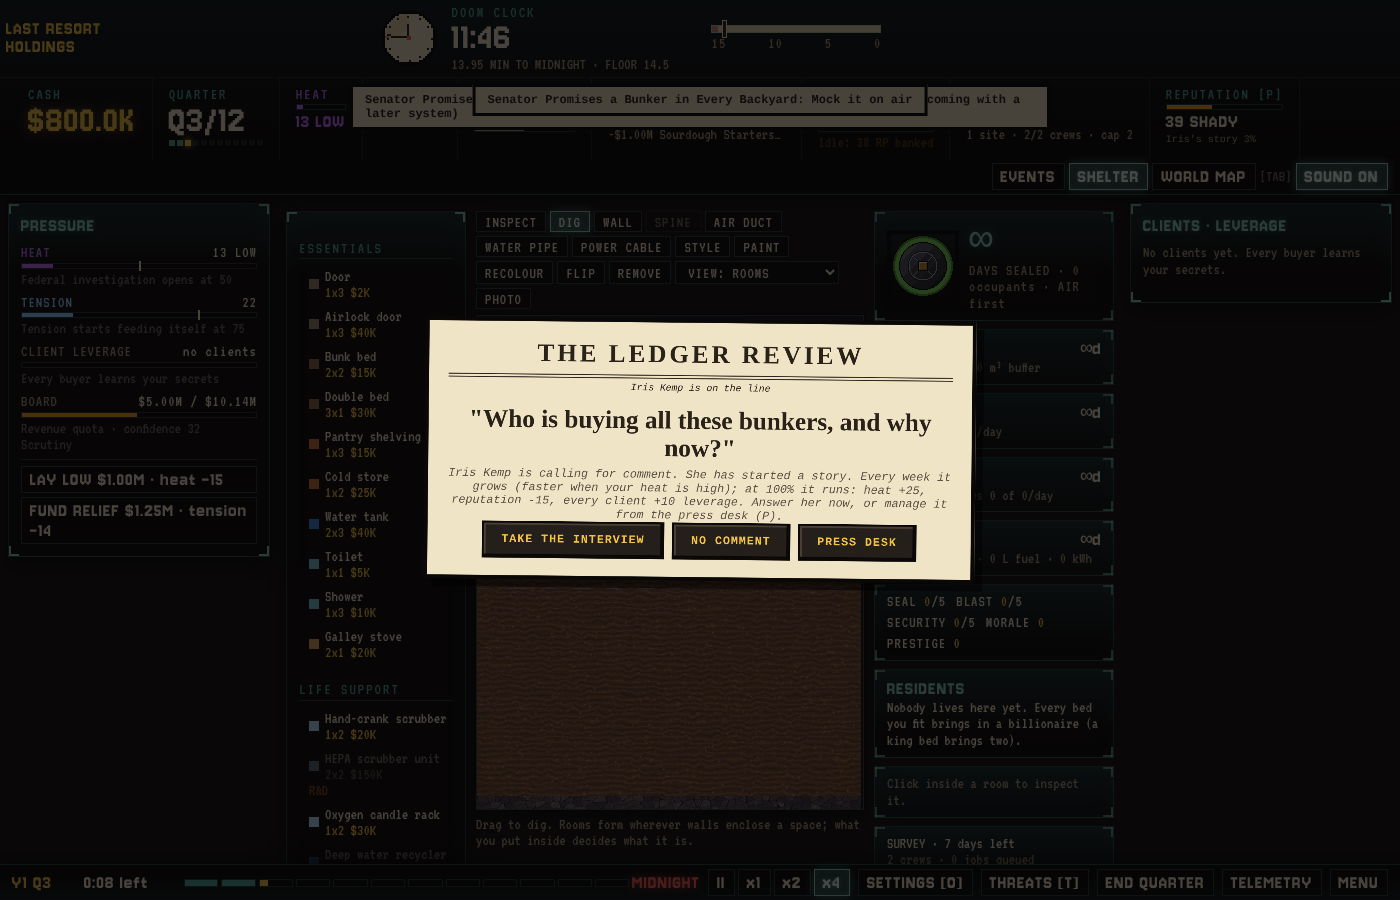 LAST RESORT
HOLDINGS
DOOM CLOCK
11:46
13.95 MIN TO MIDNIGHT · FLOOR 14.5
15 10 5 0
CASH
$800.0K
QUARTER
Q3/12
HEAT
13 LOW
Senator Promise
later system)
Senator Promises a Bunker in Every Backyard: Mock it on air
coming with a
-$1.00M Sourdough Starters…
Idle: 38 RP banked
1 site · 2/2 crews · cap 2
REPUTATION [P]
39 SHADY
Iris's story 3%
EVENTS
SHELTER
WORLD MAP
[TAB]
SOUND ON
PRESSURE
HEAT 13 LOW
Federal investigation opens at 50
TENSION 22
Tension starts feeding itself at 75
CLIENT LEVERAGE no clients
Every buyer learns your secrets
BOARD $5.00M / $10.14M
Revenue quota · confidence 32
Scrutiny
LAY LOW $1.00M · heat -15
FUND RELIEF $1.25M · tension
-14
ESSENTIALS
Door
1x3 $2K
Airlock door
1x3 $40K
Bunk bed
2x2 $15K
Double bed
3x1 $30K
Pantry shelving
1x3 $15K
Cold store
1x2 $25K
Water tank
2x3 $40K
Toilet
1x1 $5K
Shower
1x3 $10K
Galley stove
2x1 $20K
LIFE SUPPORT
Hand-crank scrubber
1x2 $20K
HEPA scrubber unit
2x2 $150K
R&D
Oxygen candle rack
1x2 $30K
Deep water recycler
INSPECT
DIG
WALL
SPINE
AIR DUCT
WATER PIPE
POWER CABLE
STYLE
PAINT
RECOLOUR
FLIP
REMOVE
VIEW: ROOMS
PHOTO
THE LEDGER REVIEW
Iris Kemp is on the line
"Who is buying all these bunkers, and why
now?"
Iris Kemp is calling for comment. She has started a story. Every week it
grows (faster when your heat is high); at 100% it runs: heat +25,
reputation -15, every client +10 leverage. Answer her now, or manage it
from the press desk (P).
TAKE THE INTERVIEW
NO COMMENT
PRESS DESK
Drag to dig. Rooms form wherever walls enclose a space; what
you put inside decides what it is.
∞
DAYS SEALED · 0
occupants · AIR
first
∞d
m³ buffer
∞d
/day
∞d
s 0 of 0/day
∞d
· 0 L fuel · 0 kWh
SEAL 0/5 BLAST 0/5
SECURITY 0/5 MORALE 0
PRESTIGE 0
RESIDENTS
Nobody lives here yet. Every bed
you fit brings in a billionaire (a
king bed brings two).
Click inside a room to inspect
it.
SURVEY · 7 days left
2 crews · 0 jobs queued
CLIENTS · LEVERAGE
No clients yet. Every buyer learns
your secrets.
Y1 Q3
0:08 left
MIDNIGHT
II
x1
x2
x4
SETTINGS [O]
THREATS [T]
END QUARTER
TELEMETRY
MENU